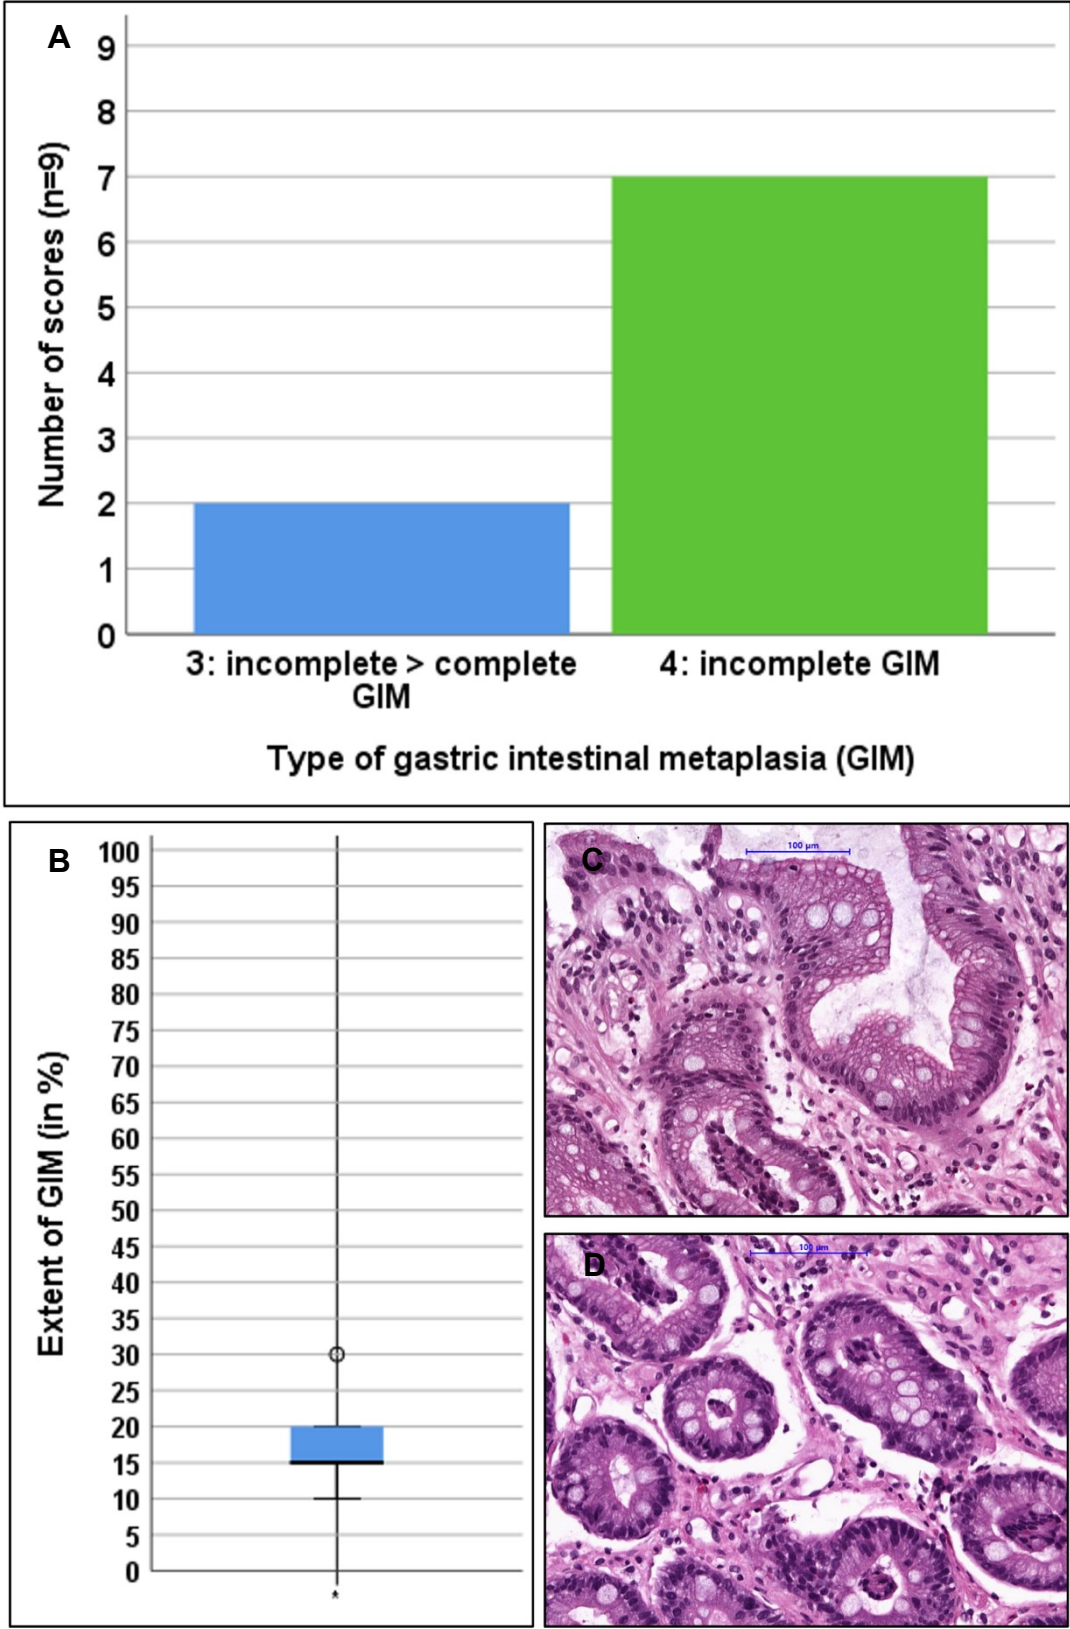 A
9
8
7
6
5
4
3
2
1
0
Number of scores (n=9)
3: incomplete > complete
GIM
4: incomplete GIM
Type of gastric intestinal metaplasia (GIM)
B
100
95
90
85
80
75
70
65
60
55
50
45
40
35
30
25
20
15
10
5
0
Extent of GIM (in %)
*
C
100 µm
D
100 µm